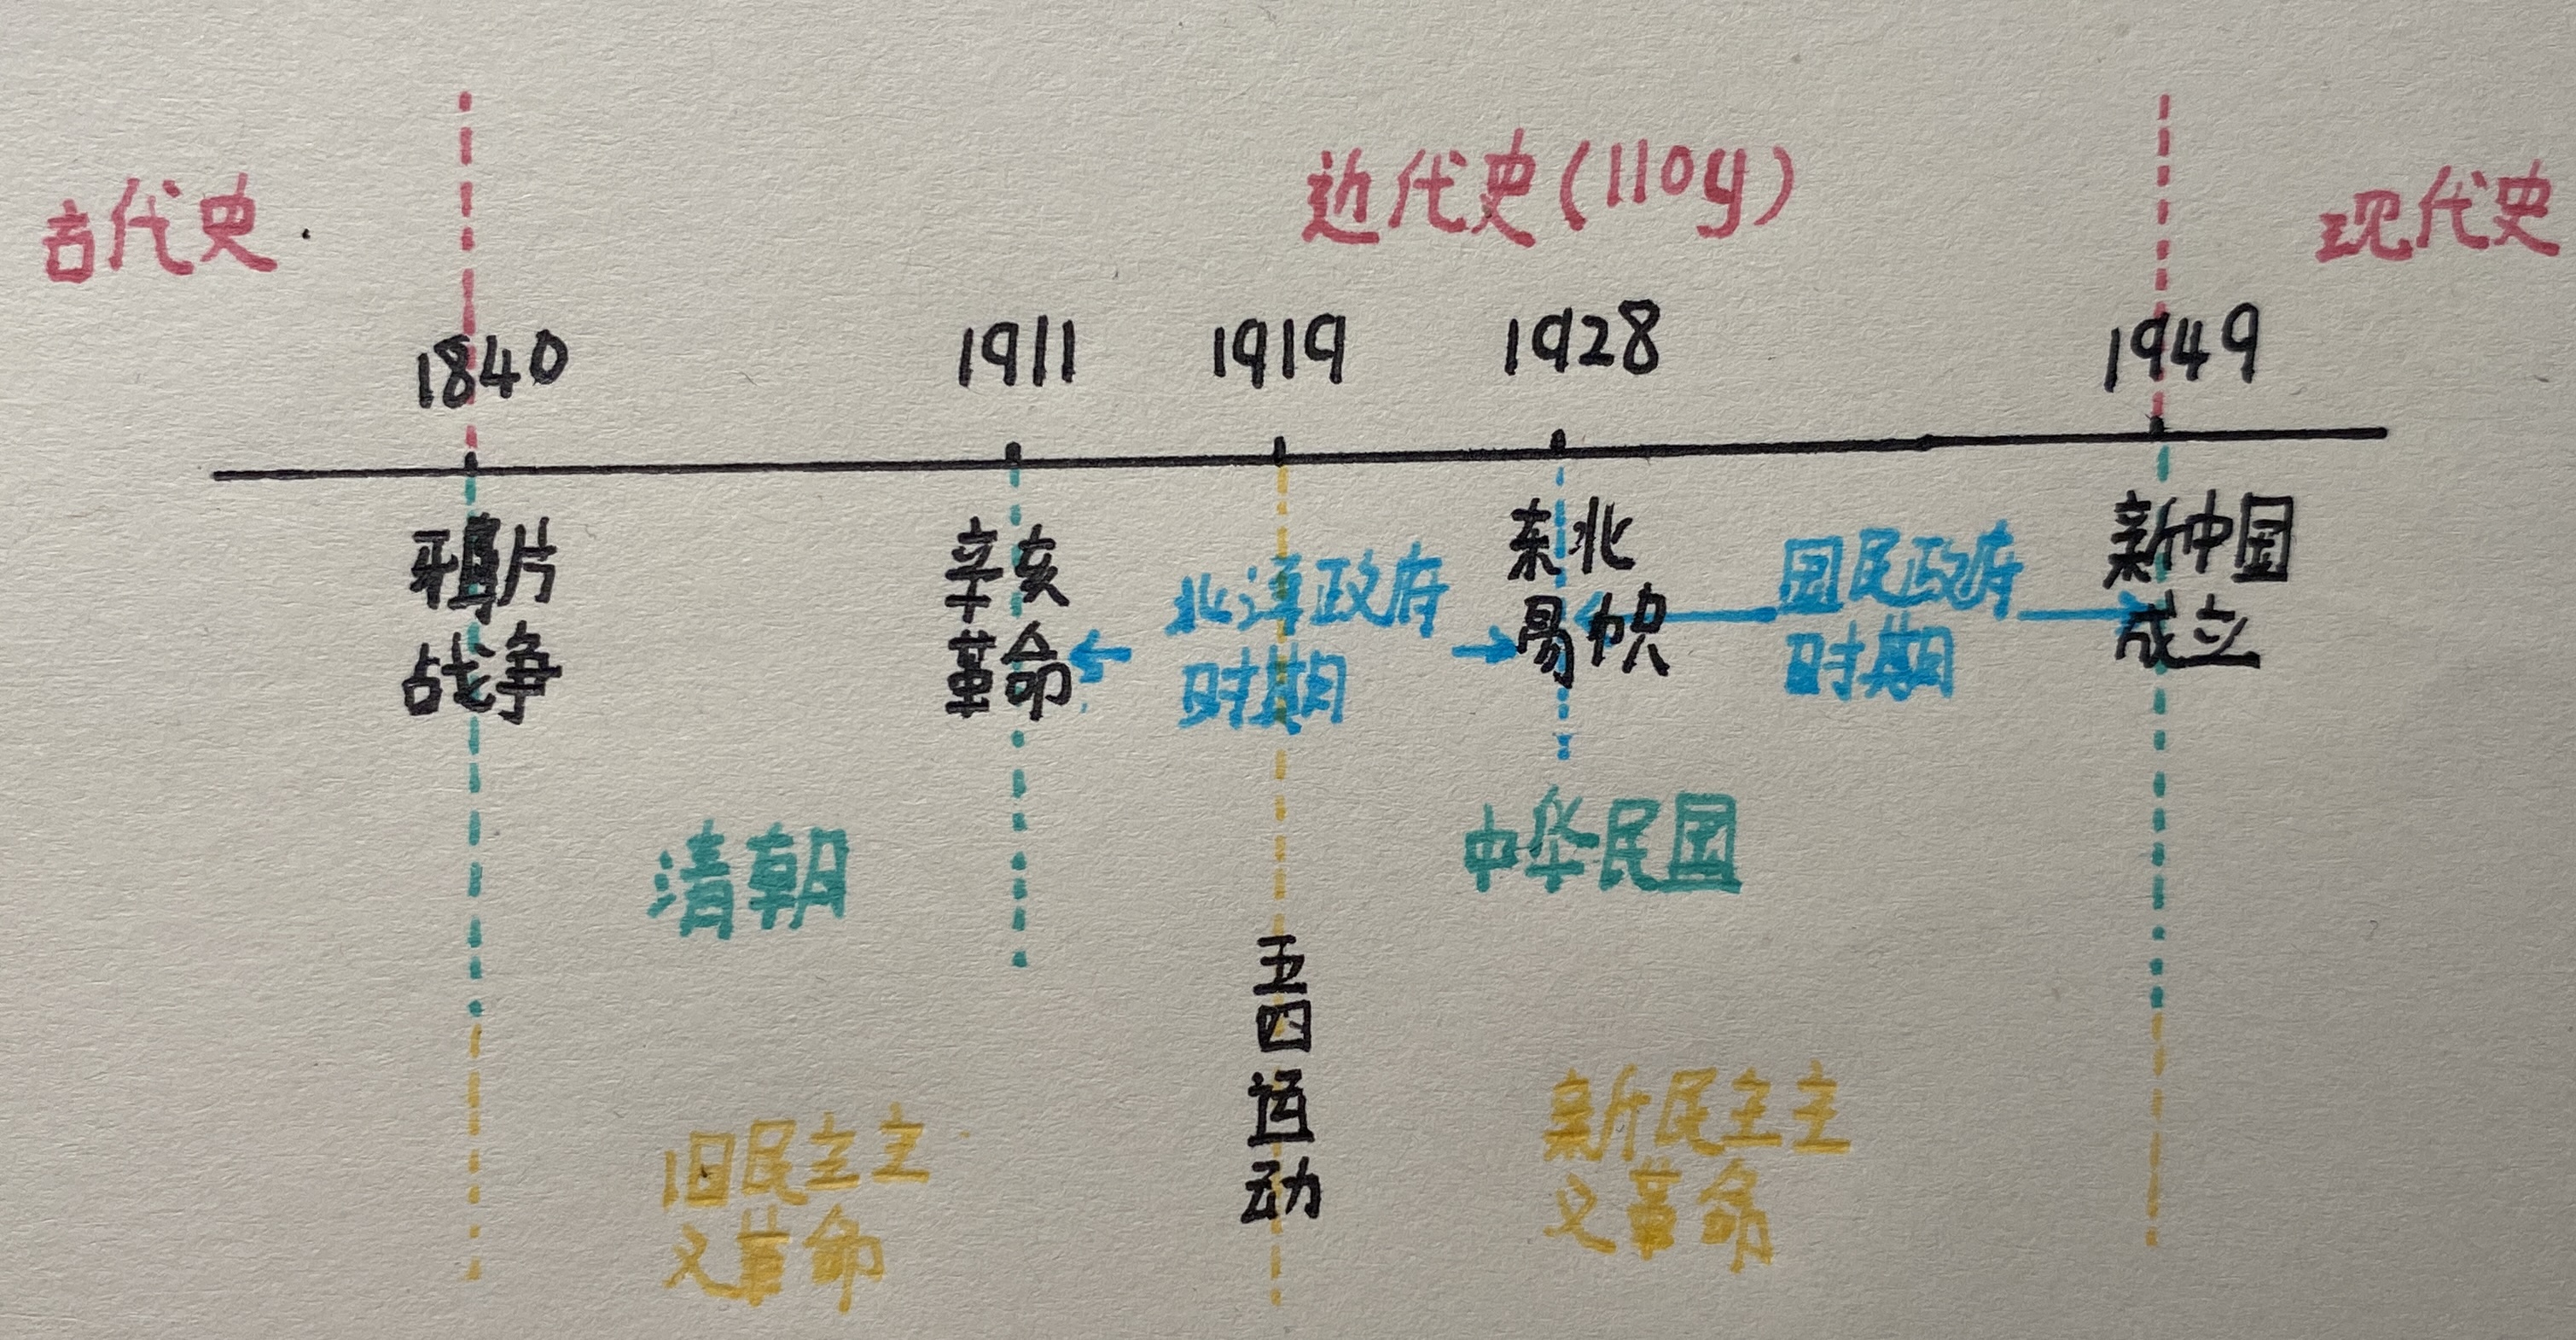 古代史
近代史(110y)
现代史
1840
1911
1919
1928
1949
鸦片
战争
辛亥
革命
北洋政府
时期
东北
易帜
国民政府
时期
新中国
成立
清朝
中华民国
五
四
运
动
旧民主主
义革命
新民主主
义革命